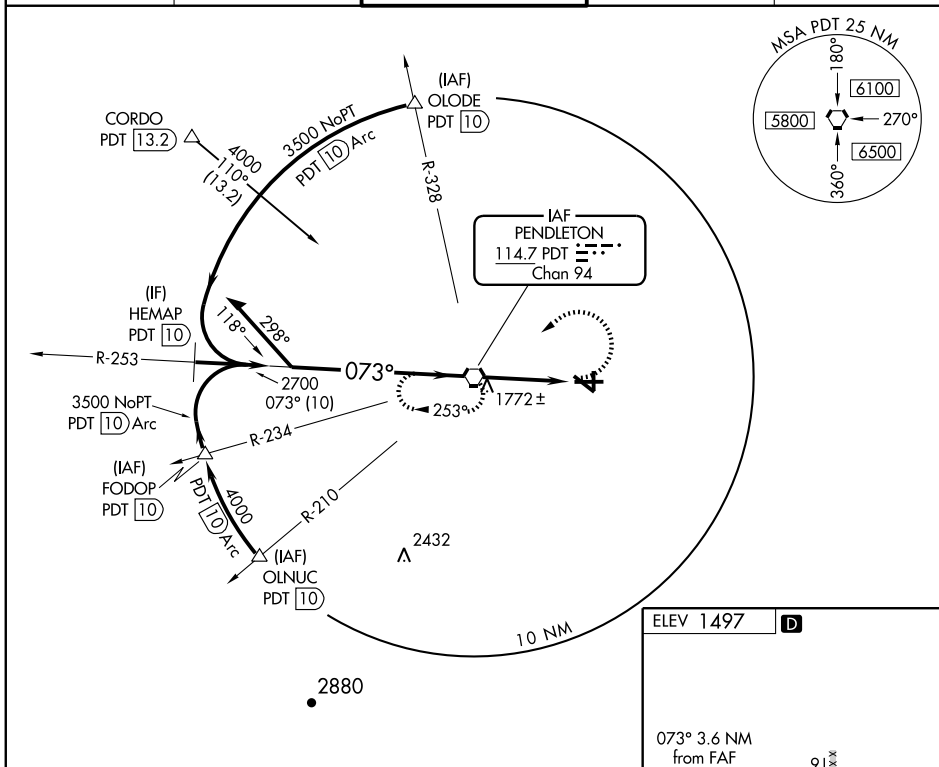 MSA PDT 25 NM
180°
6100
5800
270°
6500
360°
(IAF)
OLODE
PDT 10
3500 NoPT
PDT 10 Arc
CORDO
PDT 13.2
4000
110°
(13.2)
R-328
IAF
PENDLETON
114.7 PDT
Chan 94
(IF)
HEMAP
PDT 10
298°
118°
R-253
073°
2700
073° (10)
1772 ±
253°
3500 NoPT
PDT 10 Arc
R-234
(IAF)
FODOP
PDT 10
4000
PDT 10 Arc
R-210
2432
(IAF)
OLNUC
PDT 10
10 NM
2880
ELEV 1497
D
073° 3.6 NM
from FAF